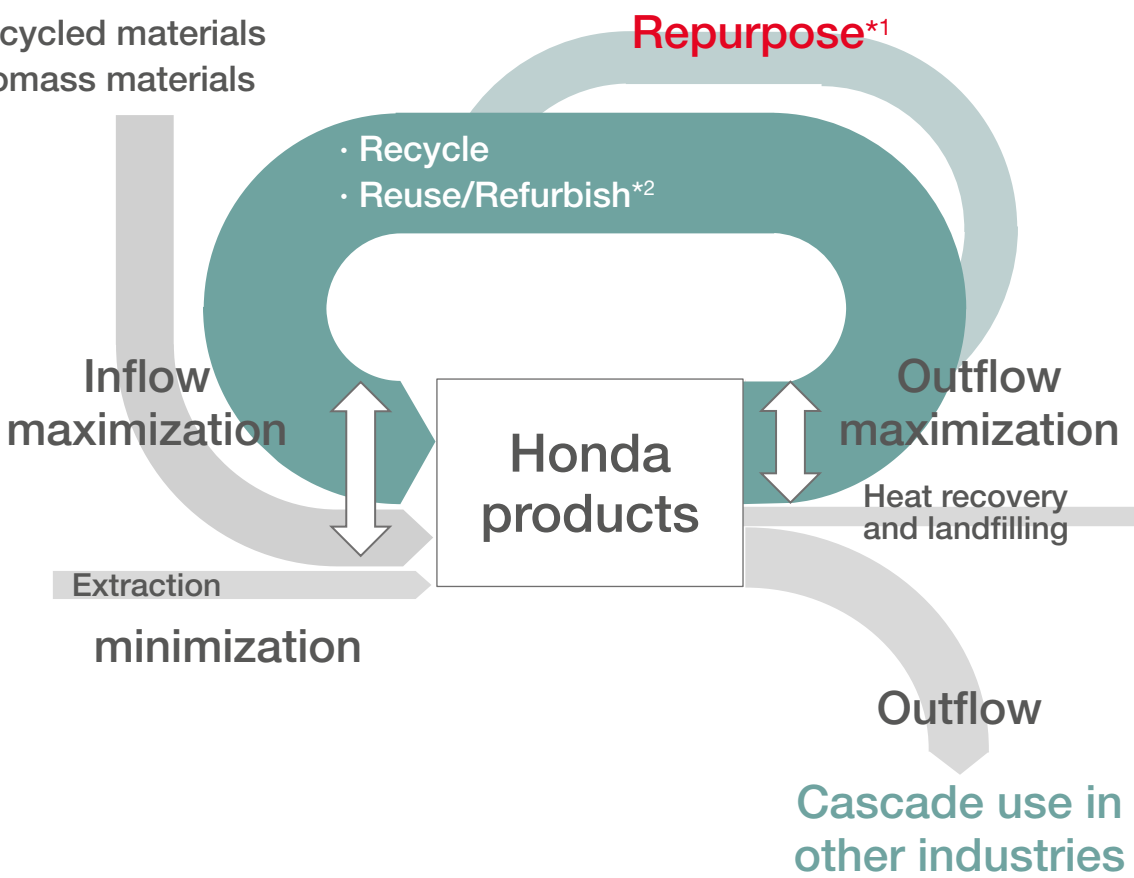 Repurpose*1
cycled materials
omass materials
· Recycle
· Reuse/Refurbish*2
Inflow
maximization
Outflow
maximization
Honda
products
Heat recovery
and landfilling
Extraction
minimization
Outflow
Cascade use in
other industries